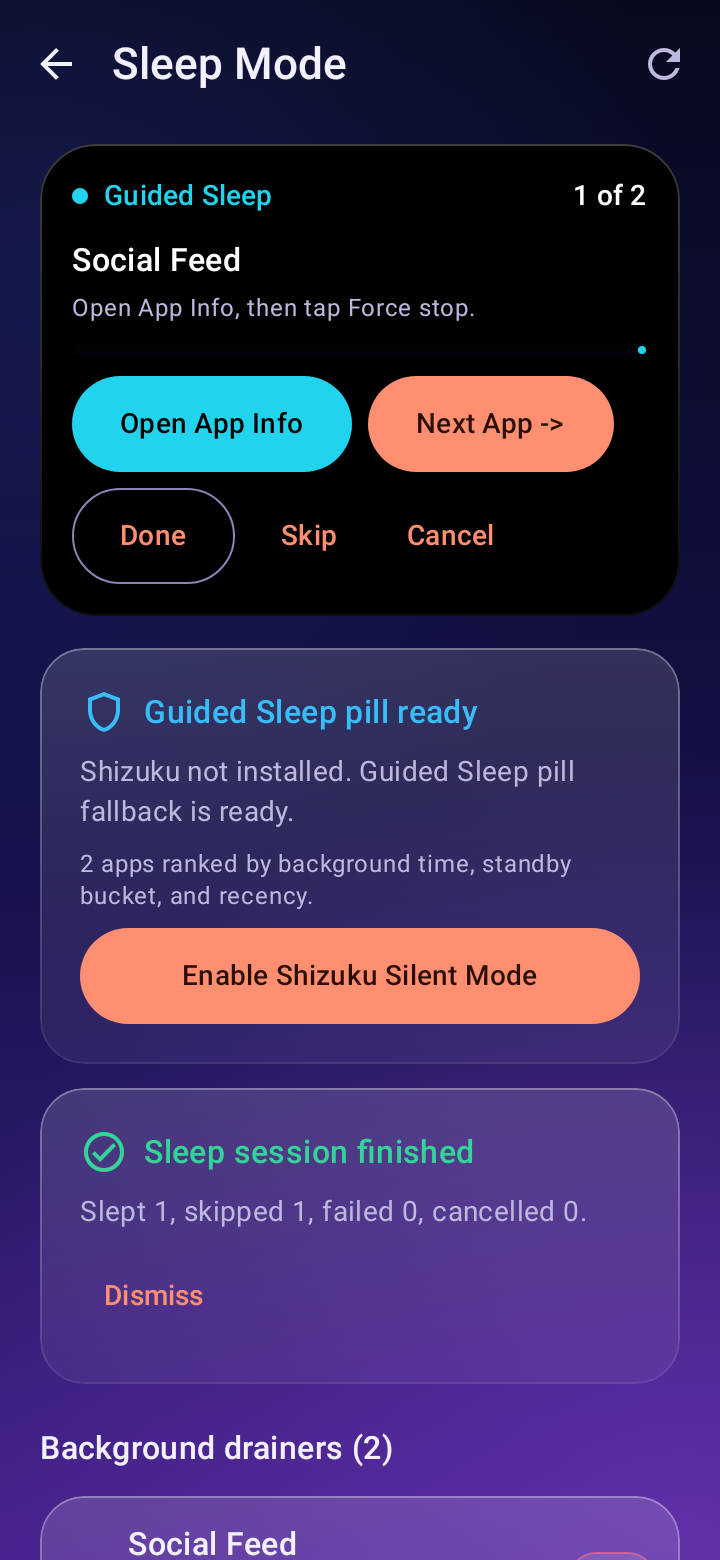 Sleep Mode
Guided Sleep
1 of 2
Social Feed
Open App Info, then tap Force stop.
Open App Info
Next App ->
Done
Skip
Cancel
Guided Sleep pill ready
Shizuku not installed. Guided Sleep pill
fallback is ready.
2 apps ranked by background time, standby
bucket, and recency.
Enable Shizuku Silent Mode
Sleep session finished
Slept 1, skipped 1, failed 0, cancelled 0.
Dismiss
Background drainers (2)
Social Feed